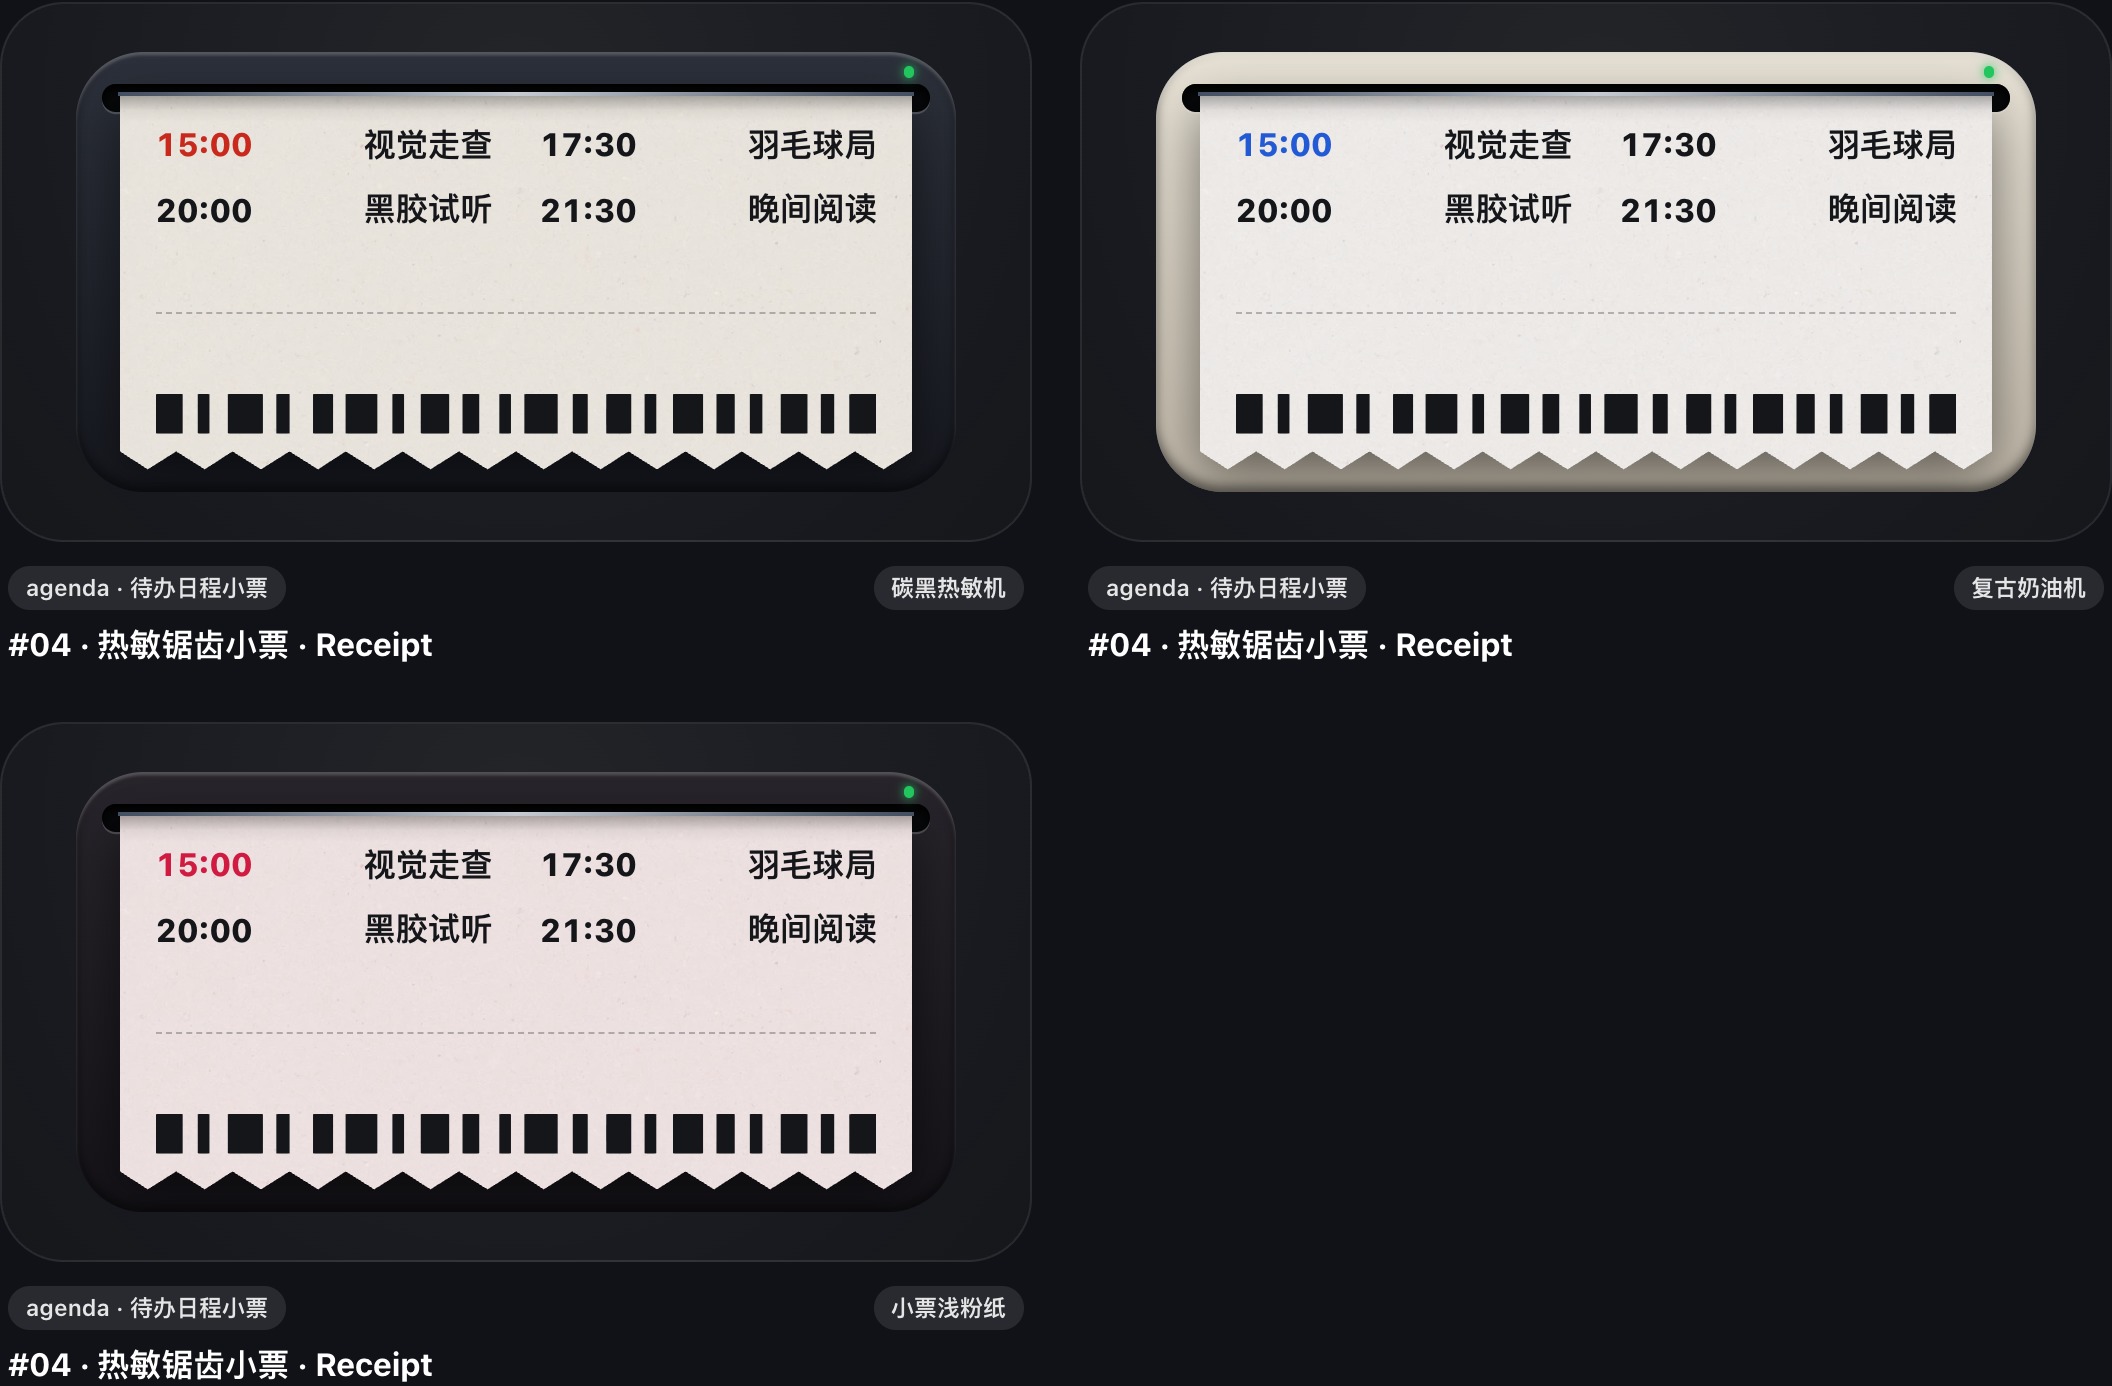 15:00 视觉走查 17:30 羽毛球局
20:00 黑胶试听 21:30 晚间阅读
agenda · 待办日程小票 碳黑热敏机
#04 · 热敏锯齿小票 · Receipt
15:00 视觉走查 17:30 羽毛球局
20:00 黑胶试听 21:30 晚间阅读
agenda · 待办日程小票 复古奶油机
#04 · 热敏锯齿小票 · Receipt
15:00 视觉走查 17:30 羽毛球局
20:00 黑胶试听 21:30 晚间阅读
agenda · 待办日程小票 小票浅粉纸
#04 · 热敏锯齿小票 · Receipt